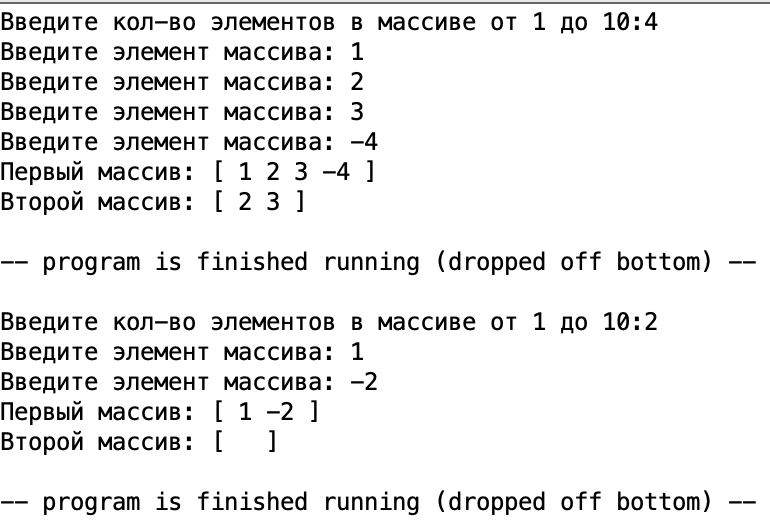 Введите кол-во элементов в массиве от 1 до 10:4
Введите элемент массива: 1
Введите элемент массива: 2
Введите элемент массива: 3
Введите элемент массива: -4
Первый массив: [ 1 2 3 -4 ]
Второй массив: [ 2 3 ]
-- program is finished running (dropped off bottom) --
Введите кол-во элементов в массиве от 1 до 10:2
Введите элемент массива: 1
Введите элемент массива: -2
Первый массив: [ 1 -2 ]
Второй массив: [   ]
-- program is finished running (dropped off bottom) --